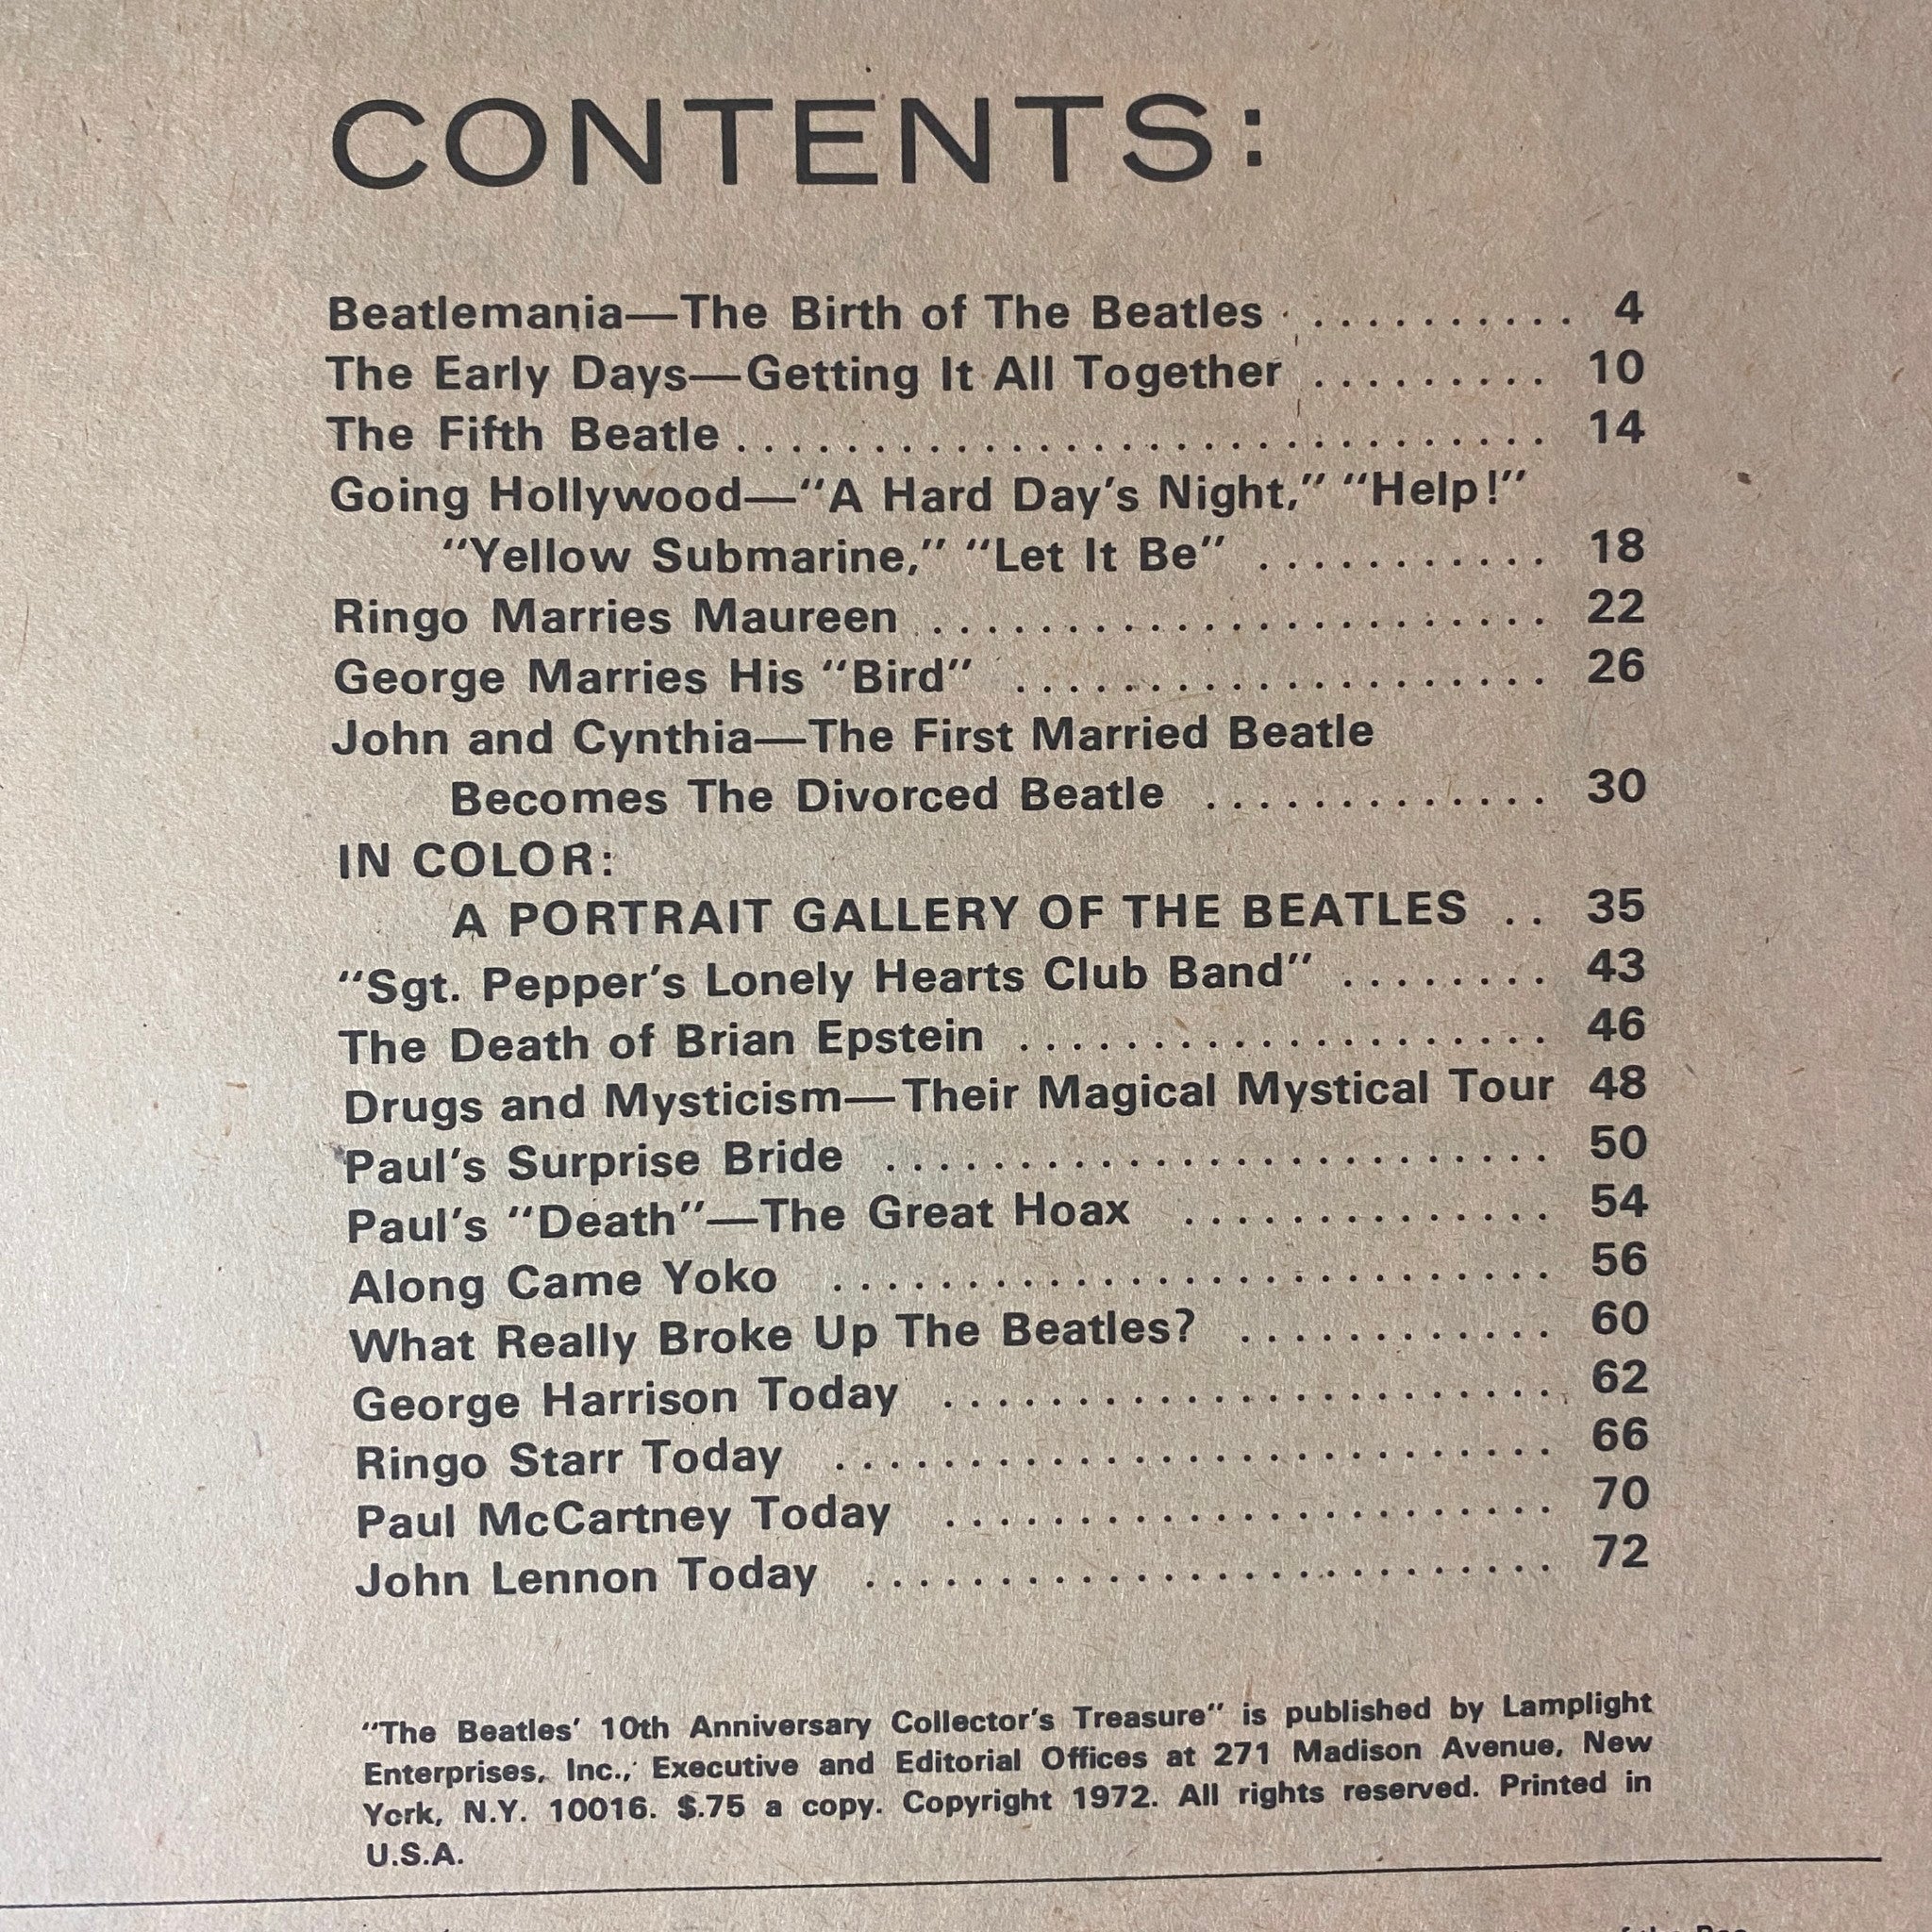 CONTENTS:
Beatlemania—The Birth of The Beatles . . . . . . . . . . . 4
The Early Days—Getting It All Together . . . . . . . . . 10
The Fifth Beatle . . . . . . . . . . . . . . . . . . . . . . . . . . . . . . 14
Going Hollywood—“A Hard Day’s Night,” “Help!”
“Yellow Submarine,” “Let It Be” . . . . . . . . . . . 18
Ringo Marries Maureen . . . . . . . . . . . . . . . . . . . . . . . . 22
George Marries His “Bird” . . . . . . . . . . . . . . . . . . . . 26
John and Cynthia—The First Married Beatle
Becomes The Divorced Beatle . . . . . . . . . . . . . 30
IN COLOR:
A PORTRAIT GALLERY OF THE BEATLES . . 35
“Sgt. Pepper’s Lonely Hearts Club Band” . . . . . . . . 43
The Death of Brian Epstein . . . . . . . . . . . . . . . . . . . . 46
Drugs and Mysticism—Their Magical Mystical Tour 48
Paul’s Surprise Bride . . . . . . . . . . . . . . . . . . . . . . . . . 50
Paul’s “Death”—The Great Hoax . . . . . . . . . . . . . . 54
Along Came Yoko . . . . . . . . . . . . . . . . . . . . . . . . . . . 56
What Really Broke Up The Beatles? . . . . . . . . . . . . 60
George Harrison Today . . . . . . . . . . . . . . . . . . . . . . . 62
Ringo Starr Today . . . . . . . . . . . . . . . . . . . . . . . . . . . 66
Paul McCartney Today . . . . . . . . . . . . . . . . . . . . . . . 70
John Lennon Today . . . . . . . . . . . . . . . . . . . . . . . . . . 72
“The Beatles’ 10th Anniversary Collector’s Treasure” is published by Lamplight
Enterprises, Inc., Executive and Editorial Offices at 271 Madison Avenue, New
York, N.Y. 10016. $.75 a copy. Copyright 1972. All rights reserved. Printed in
U.S.A.